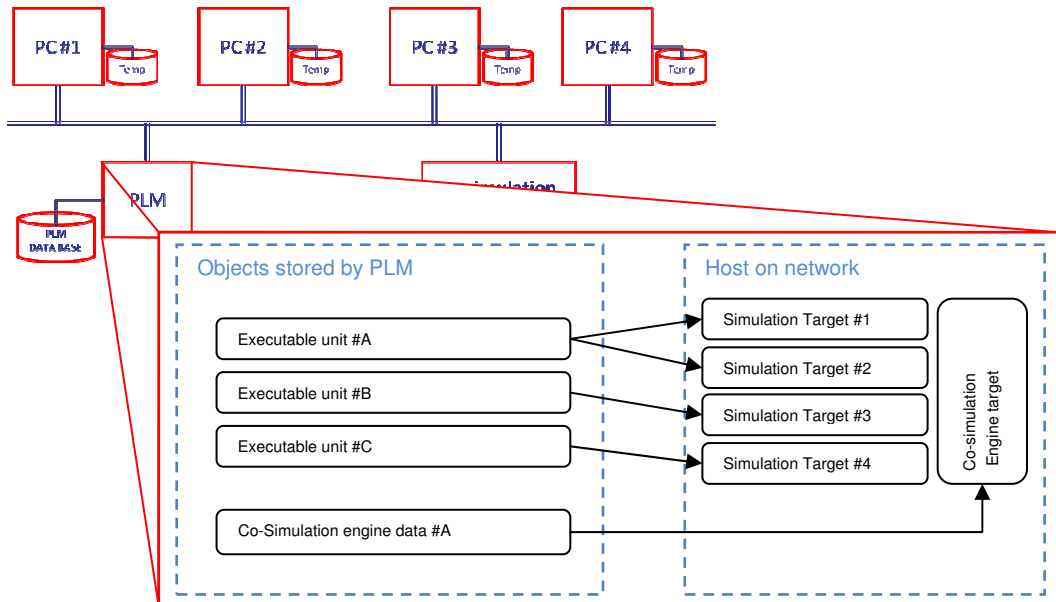 PC#1
PC#2
PC#3
PC#4
Temp
Temp
Temp
Temp
PLM
PLM
DATA BASE
Objects stored by PLM
Host on network
Executable unit #A
Executable unit #B
Executable unit #C
Co-Simulation engine data #A
Simulation Target #1
Simulation Target #2
Simulation Target #3
Simulation Target #4
Co-simulation
Engine target